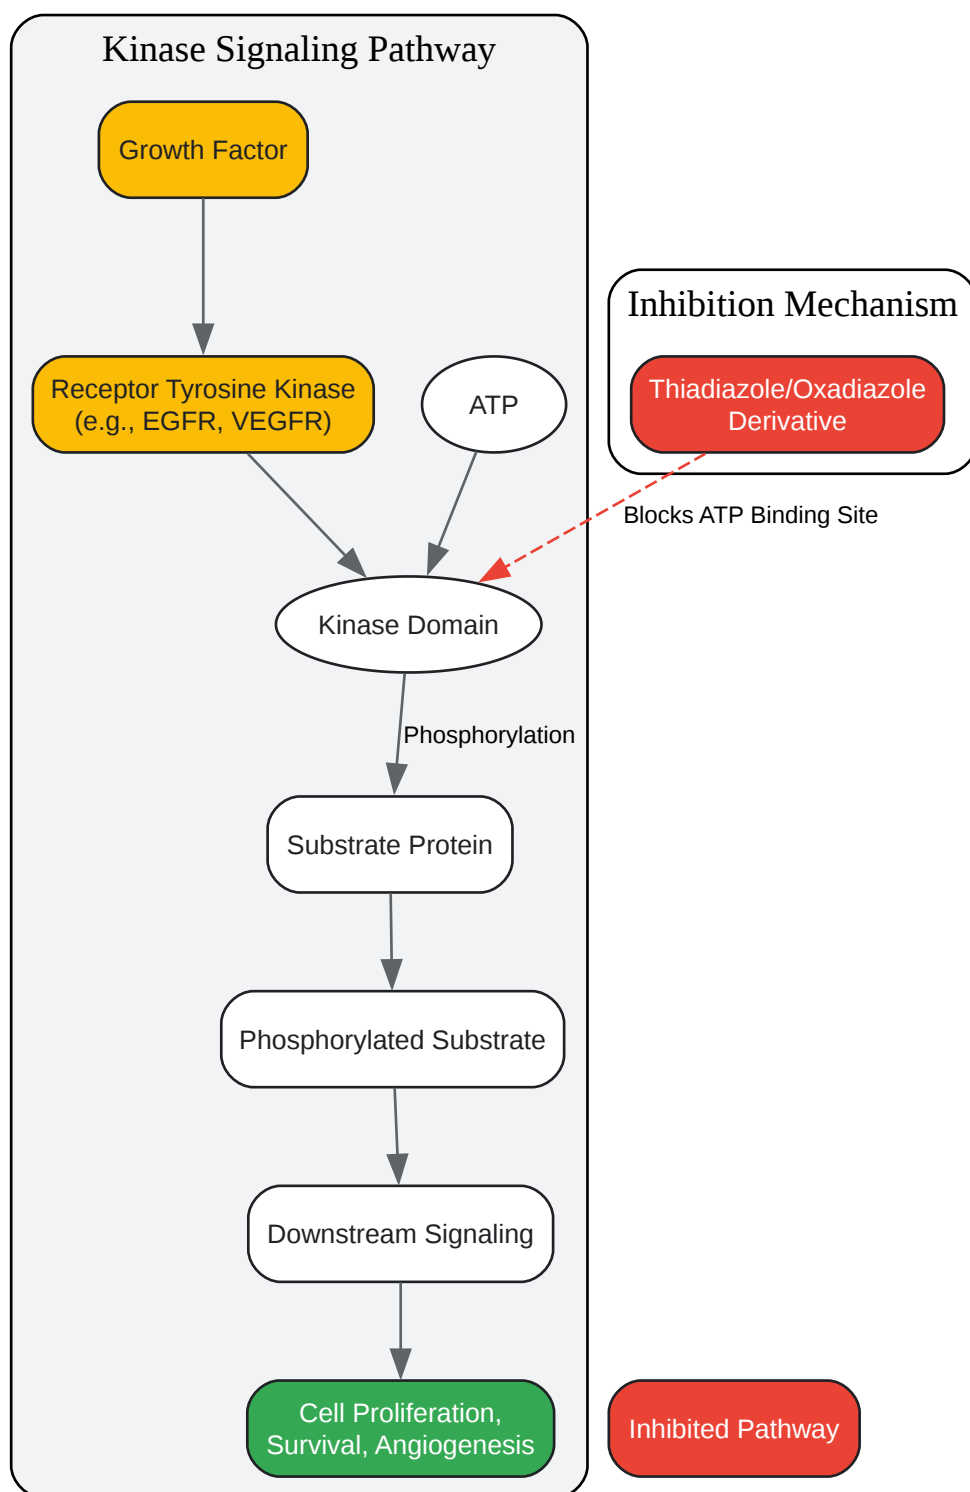 Kinase Signaling Pathway
Growth Factor
Inhibition Mechanism
Receptor Tyrosine Kinase
(e.g., EGFR, VEGFR)
ATP
Thiadiazole/Oxadiazole
Derivative
Blocks ATP Binding Site
Kinase Domain
Phosphorylation
Substrate Protein
Phosphorylated Substrate
Downstream Signaling
Cell Proliferation,
Survival, Angiogenesis
Inhibited Pathway